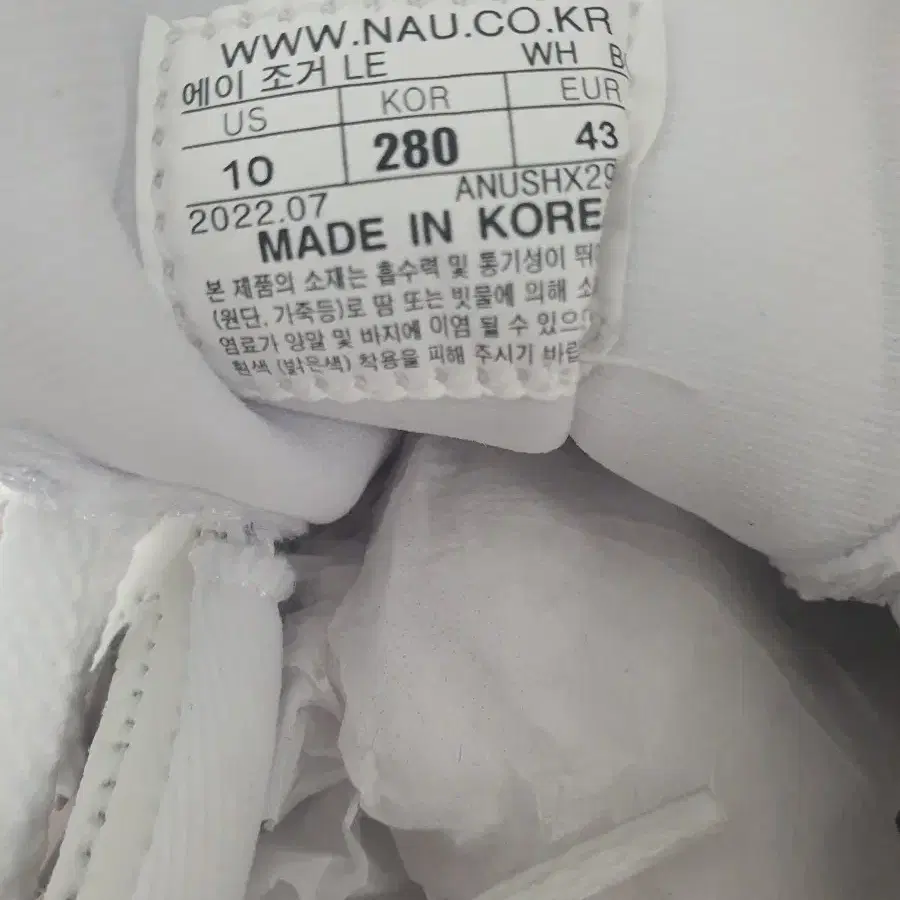 WWW.NAU.CO.KR
에이 조거 LE WH
US KOR EUR
10 280 43
ANUSHX29
2022.07
MADE IN KORE
본 제품의 소재는 흡수력 및 통기성이 뛰
(원단, 가죽등)로 땀 또는 빗물에 의해 소
염료가 양말 및 바지에 이염 될 수 있으
흰색 (밝은색) 착용을 피해 주시기 바랍